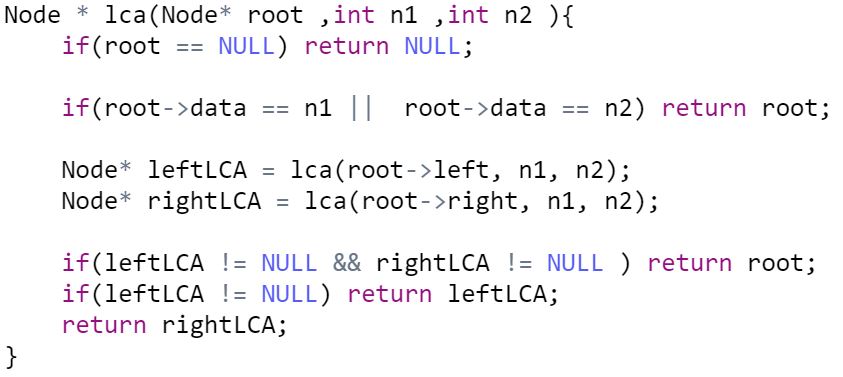 Node * lca(Node* root ,int n1 ,int n2 ){
    if(root == NULL) return NULL;

    if(root->data == n1 ||  root->data == n2) return root;

    Node* leftLCA = lca(root->left, n1, n2);
    Node* rightLCA = lca(root->right, n1, n2);

    if(leftLCA != NULL && rightLCA != NULL ) return root;
    if(leftLCA != NULL) return leftLCA;
    return rightLCA;
}